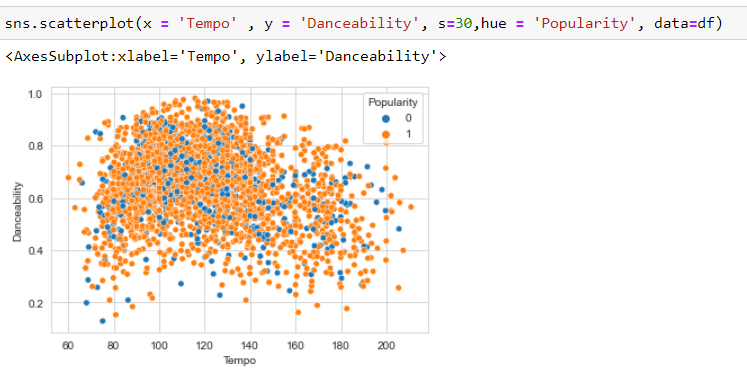 sns.scatterplot(x = 'Tempo' , y = 'Danceability', s=30,hue = 'Popularity', data=df)
<AxesSubplot:xlabel='Tempo', ylabel='Danceability'>
Popularity
0
1
1.0
0.8
0.6
0.4
0.2
Danceability
60 80 100 120 140 160 180 200
Tempo